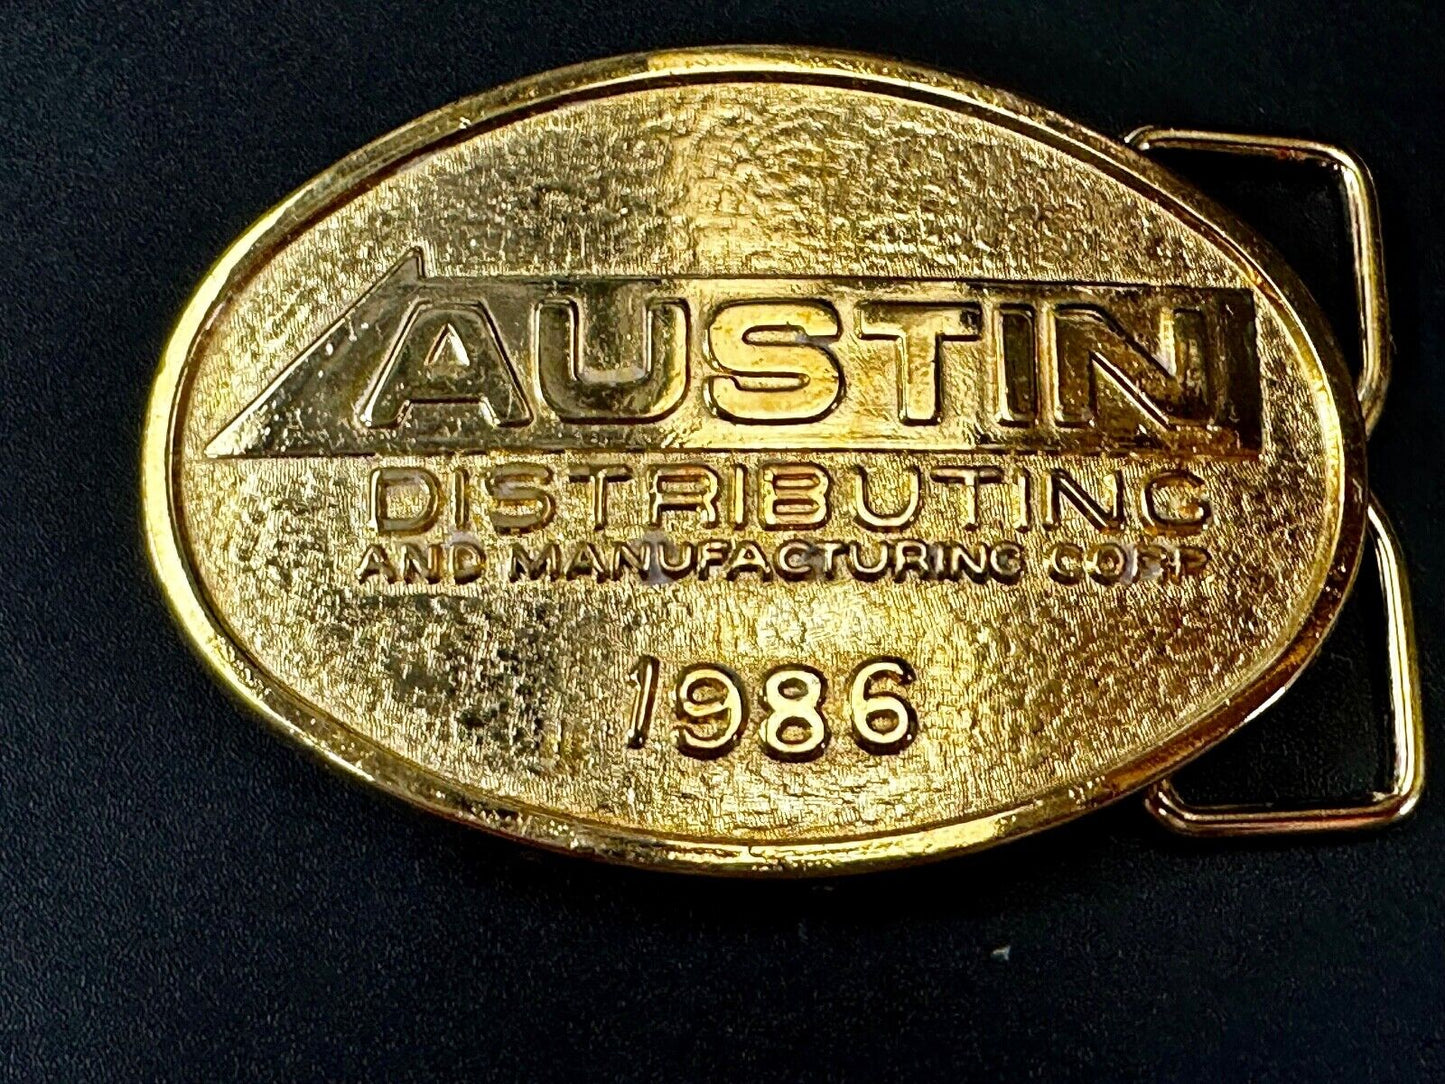 AUSTIN
DISTRIBUTING
AND MANUFACTURING CORP
1986